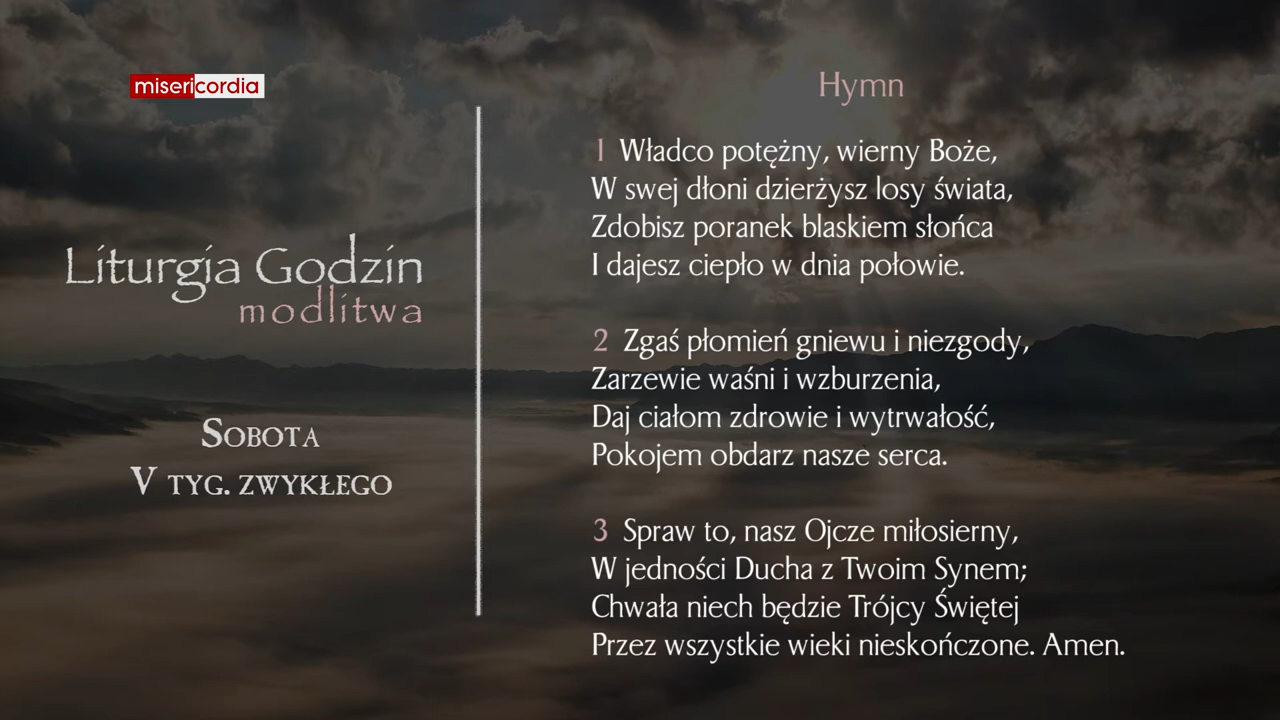 misericordia
Liturgia Godzin
modlitwa
Sobota
V tyg. zwykłego
Hymn
1 Władco potężny, wierny Boże,
W swej dłoni dzierżysz losy świata,
Zdobisz poranek blaskiem słońca
I dajesz ciepło w dnia połowie.
2 Zgaś płomień gniewu i niezgody,
Zarzewie waśni i wzburzenia,
Daj ciałom zdrowie i wytrwałość,
Pokojem obdarz nasze serca.
3 Spraw to, nasz Ojcze miłosierny,
W jedności Ducha z Twoim Synem;
Chwała niech będzie Trójcy Świętej
Przez wszystkie wieki nieskończone. Amen.